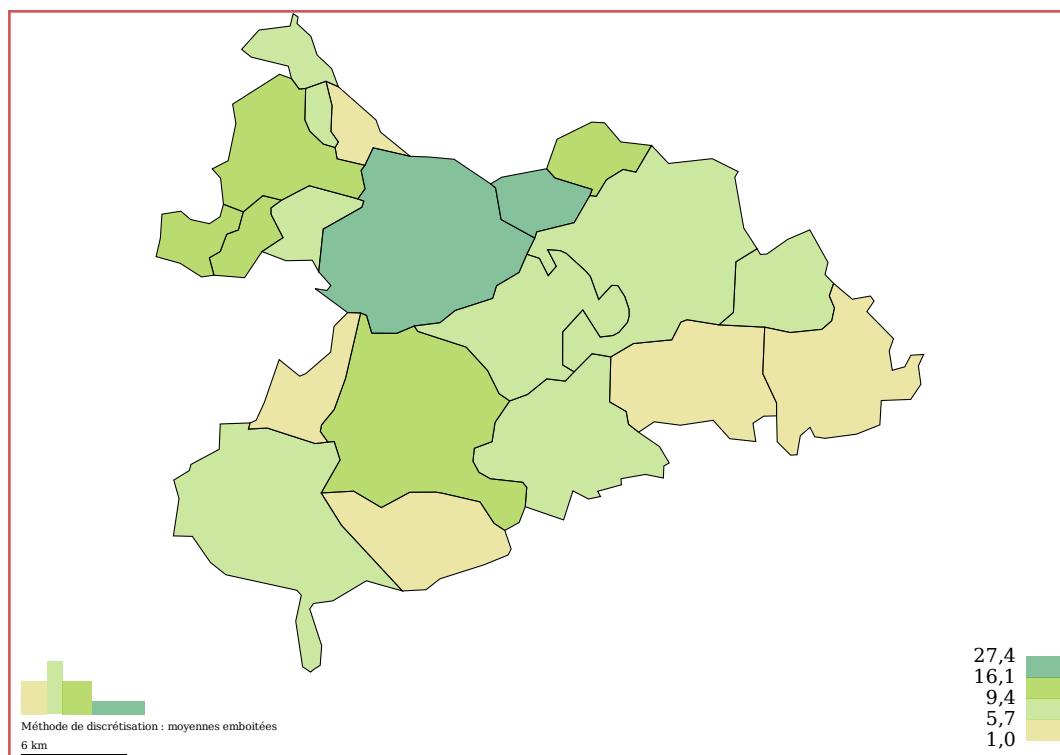 27,4
16,1
9,4
5,7
1,0
Méthode de discrétisation : moyennes emboitées
6 km